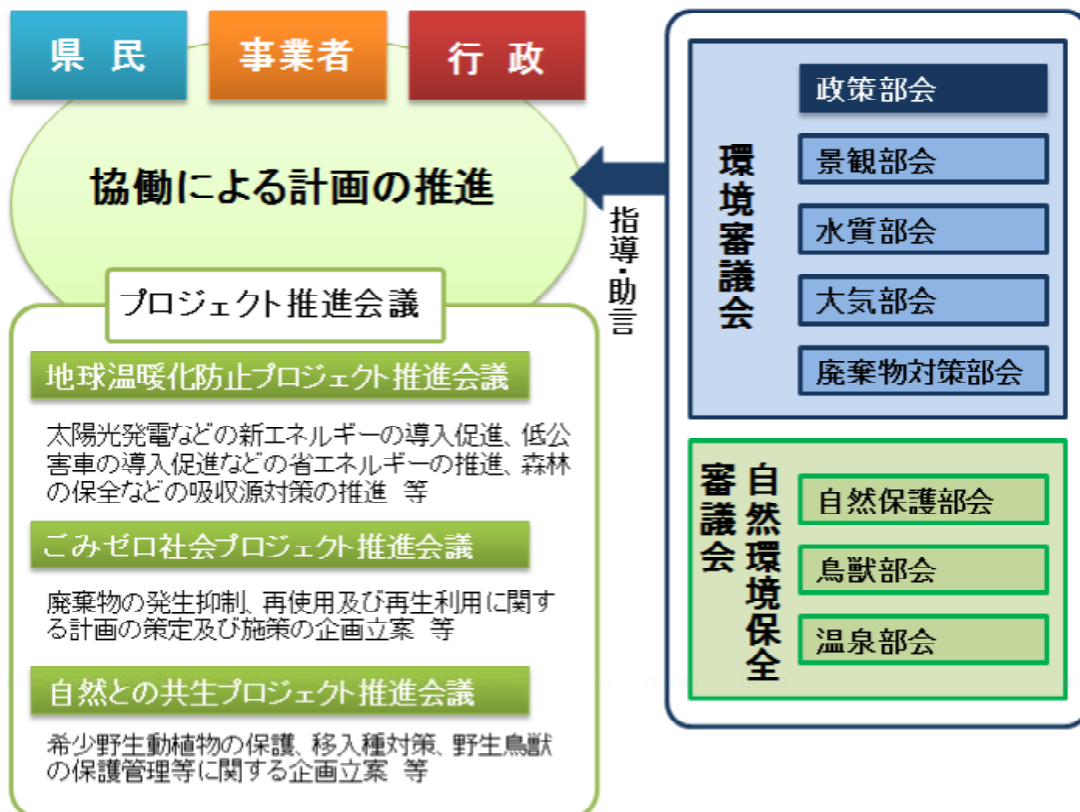 県 民
事業者
行 政
協働による計画の推進
プロジェクト推進会議
地球温暖化防止プロジェクト推進会議
太陽光発電などの新エネルギーの導入促進、低公
害車の導入促進などの省エネルギーの推進、森林
の保全などの吸収源対策の推進 等
ごみゼロ社会プロジェクト推進会議
廃棄物の発生抑制、再使用及び再生利用に関す
る計画の策定及び施策の企画立案 等
自然との共生プロジェクト推進会議
希少野生動植物の保護、移入種対策、野生鳥獣
の保護管理等に関する企画立案 等
指導・助言
環境審議会
政策部会
景観部会
水質部会
大気部会
廃棄物対策部会
自然環境保全
審議会
自然保護部会
鳥獣部会
温泉部会